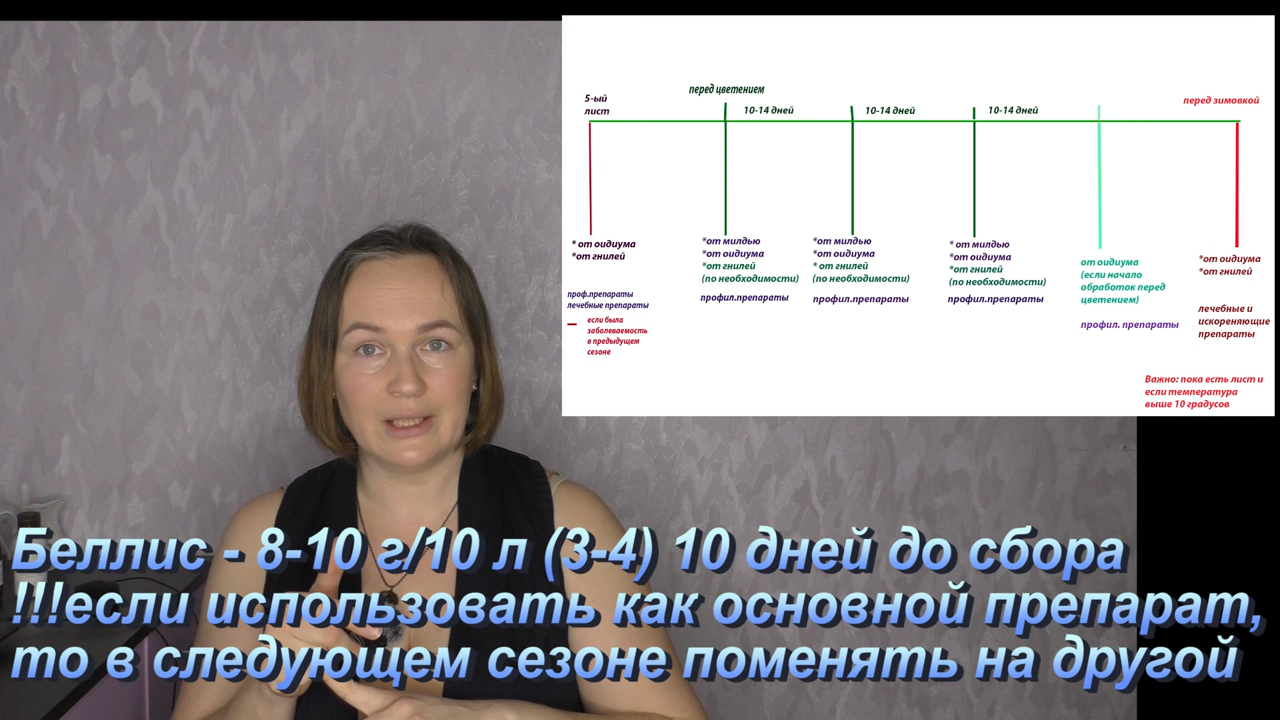 5-ый
лист
перед цветением
10-14 дней
10-14 дней
10-14 дней
перед зимовкой
* от оидиума
*от гнилей
проф.препараты
лечебные препараты
если была
заболеваемость
в предыдущем
сезоне
*от милдью
*от оидиума
*от гнилей
(по необходимости)
профил.препараты
*от милдью
*от оидиума
* от гнилей
(по необходимости)
профил.препараты
* от милдью
*от оидиума
*от гнилей
(по необходимости)
профил.препараты
от оидиума
(если начало
обработок перед
цветением)
профил. препараты
*от оидиума
*от гнилей
лечебные и
искореняющие
препараты
Важно: пока есть лист и
если температура
выше 10 градусов
Беллис - 8-10 г/10 л (3-4) 10 дней до сбора
!!!если использовать как основной препарат,
то в следующем сезоне поменять на другой